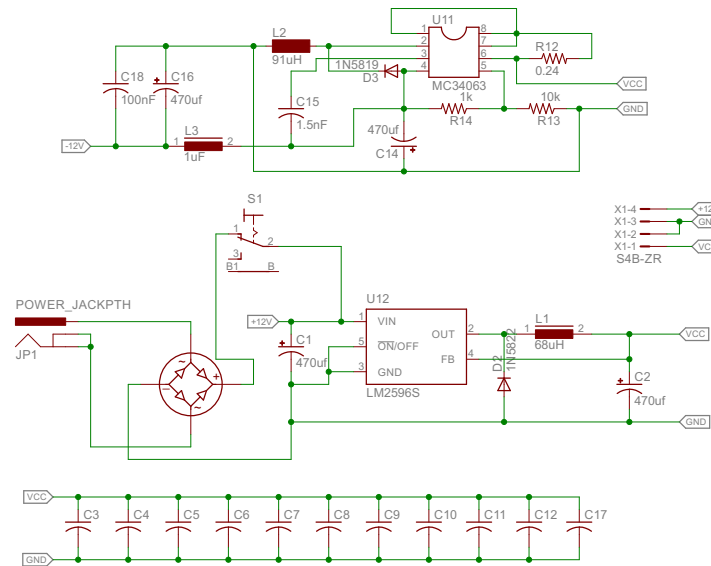 U11
L2
91uH
1
2
3
4
8
7
6
5
MC34063
R12
0.24
VCC
1N5819
D3
C18
100nF
C16
470uf
C15
1.5nF
1k
R14
10k
R13
GND
470uf
C14
-12V
L3
1
2
1uF
S1
1
2
3
B1
B
X1-4
X1-3
X1-2
X1-1
S4B-ZR
+12
GN
VC
POWER_JACKPTH
JP1
+12V
C1
470uf
U12
1
5
3
VIN
ON/OFF
GND
OUT
FB
2
4
LM2596S
D2
1N5822
L1
1
2
68uH
VCC
C2
470uf
GND
VCC
C3
C4
C5
C6
C7
C8
C9
C10
C11
C12
C17
GND